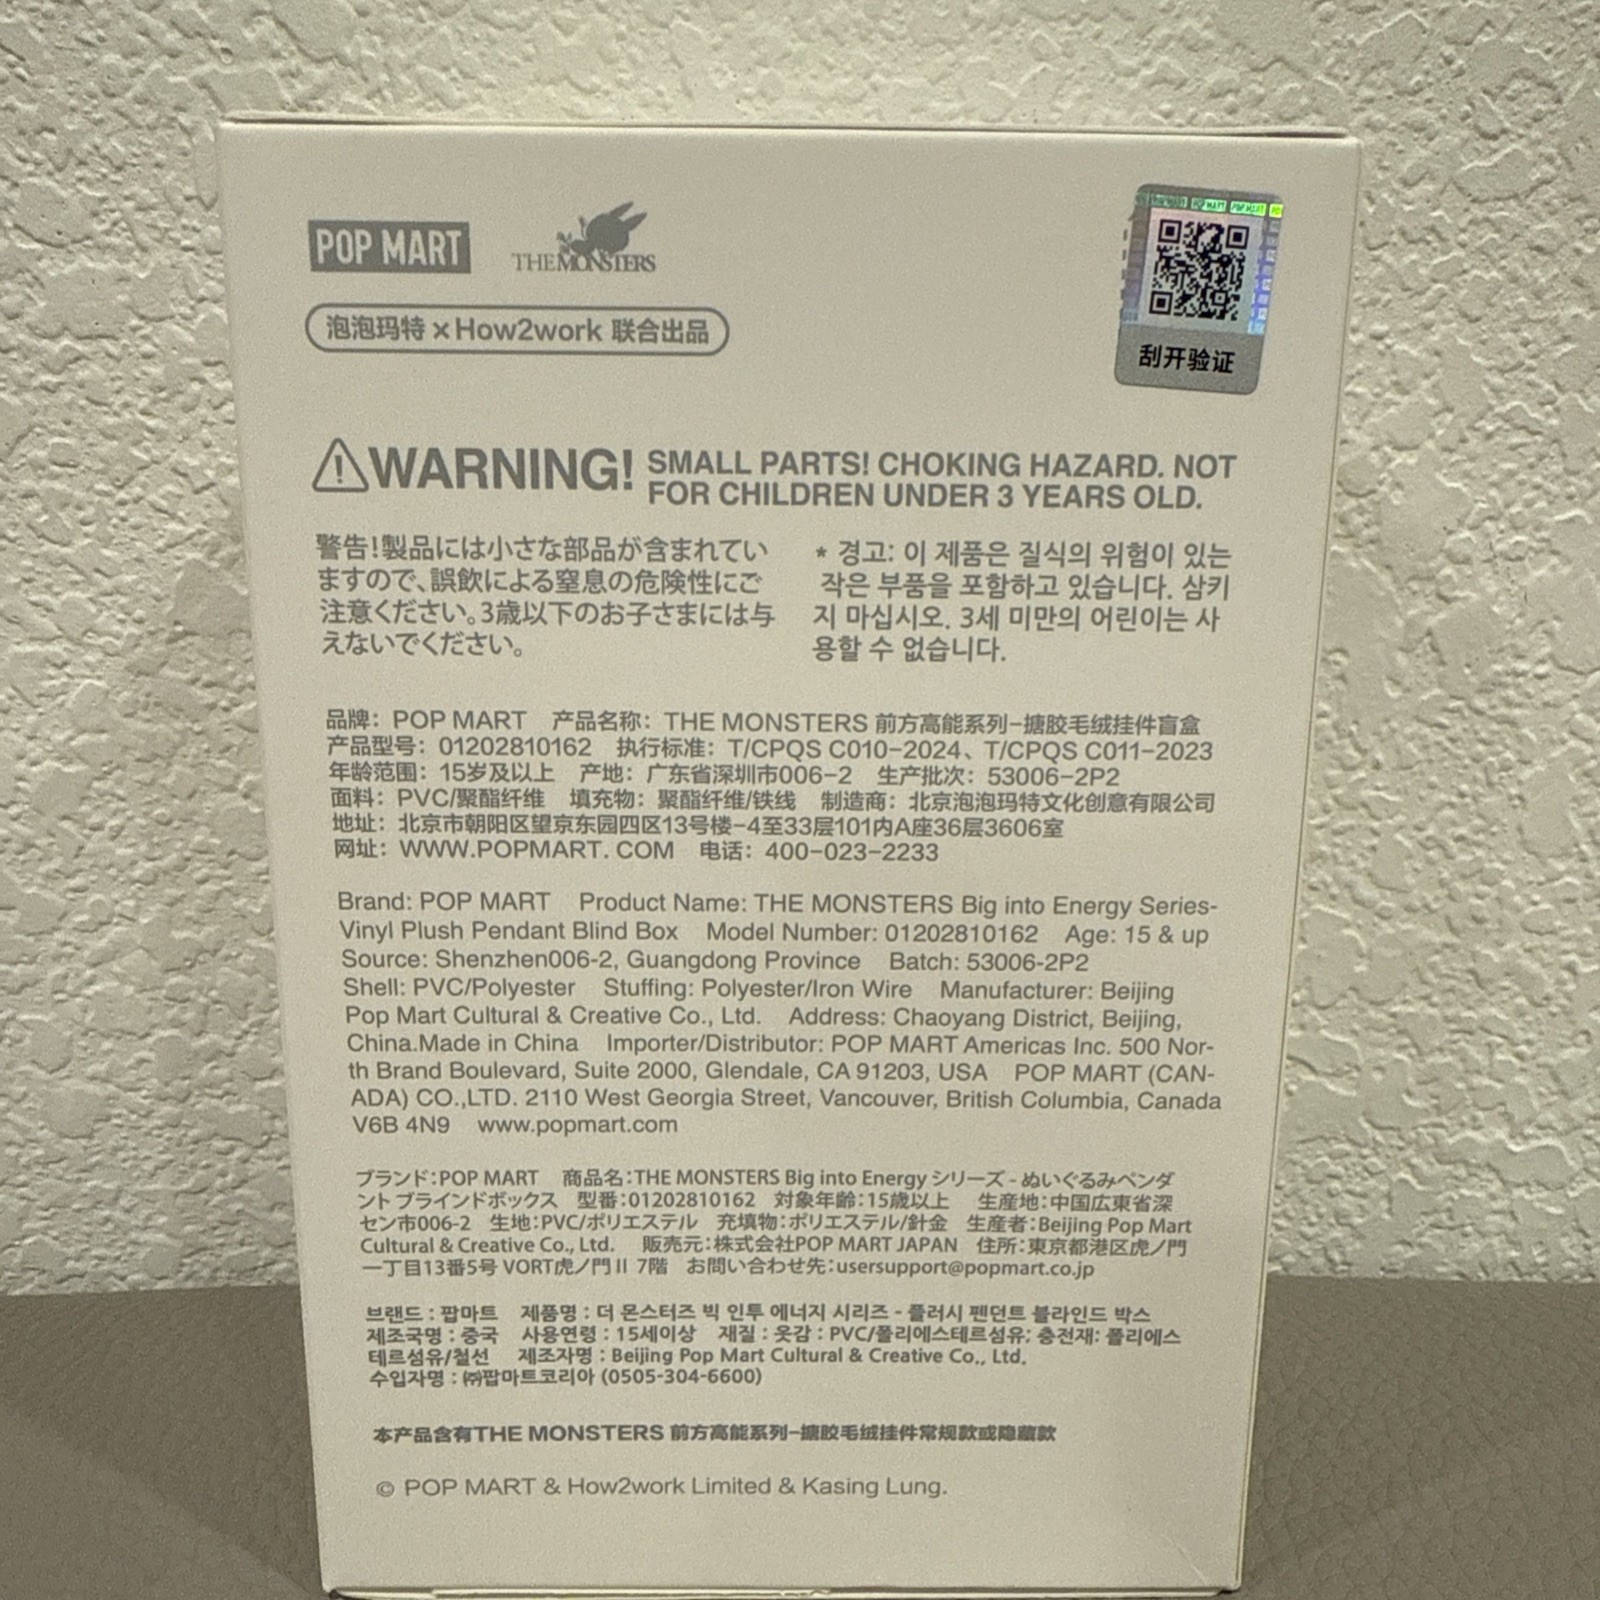 POP MART
THE MONSTERS
泡泡玛特 × How2work 联合出品
POP MART POP MART
刮开验证
WARNING! SMALL PARTS! CHOKING HAZARD. NOT
FOR CHILDREN UNDER 3 YEARS OLD.
警告!製品には小さな部品が含まれてい
ますので、誤飲による窒息の危険性にご
注意ください。3歳以下のお子さまには与
えないでください。
* 경고: 이 제품은 질식의 위험이 있는
작은 부품을 포함하고 있습니다. 삼키
지 마십시오. 3세 미만의 어린이는 사
용할 수 없습니다.
品牌：POP MART 产品名称：THE MONSTERS 前方高能系列-搪胶毛绒挂件盲盒
产品型号：01202810162 执行标准：T/CPQS C010-2024、T/CPQS C011-2023
年龄范围：15岁及以上 产地：广东省深圳市006-2 生产批次：53006-2P2
面料：PVC/聚酯纤维 填充物：聚酯纤维/铁线 制造商：北京泡泡玛特文化创意有限公司
地址：北京市朝阳区望京东园四区13号楼-4至33层101内A座36层3606室
网址：WWW.POPMART. COM 电话：400-023-2233
Brand: POP MART Product Name: THE MONSTERS Big into Energy Series-
Vinyl Plush Pendant Blind Box Model Number: 01202810162 Age: 15 & up
Source: Shenzhen006-2, Guangdong Province Batch: 53006-2P2
Shell: PVC/Polyester Stuffing: Polyester/Iron Wire Manufacturer: Beijing
Pop Mart Cultural & Creative Co., Ltd. Address: Chaoyang District, Beijing,
China.Made in China Importer/Distributor: POP MART Americas Inc. 500 Nor-
th Brand Boulevard, Suite 2000, Glendale, CA 91203, USA POP MART (CAN-
ADA) CO.,LTD. 2110 West Georgia Street, Vancouver, British Columbia, Canada
V6B 4N9 www.popmart.com
ブランド:POP MART 商品名:THE MONSTERS Big into Energy シリーズ - ぬいぐるみペンダ
ント ブラインドボックス 型番:01202810162 対象年齢:15歳以上 生産地:中国広東省深
セン市006-2 生地:PVC/ポリエステル 充填物:ポリエステル/針金 生産者:Beijing Pop Mart
Cultural & Creative Co., Ltd. 販売元:株式会社POP MART JAPAN 住所:東京都港区虎ノ門
一丁目13番5号 VORT虎ノ門II 7階 お問い合わせ先:usersupport@popmart.co.jp
브랜드 : 팝마트 제품명 : 더 몬스터즈 빅 인투 에너지 시리즈 - 플러시 펜던트 블라인드 박스
제조국명 : 중국 사용연령 : 15세이상 재질 : 옷감 : PVC/폴리에스테르섬유; 충전재: 폴리에스
테르섬유/철선 제조자명 : Beijing Pop Mart Cultural & Creative Co., Ltd.
수입자명 : ㈜팝마트코리아 (0505-304-6600)
本产品含有THE MONSTERS 前方高能系列-搪胶毛绒挂件常规款或隐藏款
© POP MART & How2work Limited & Kasing Lung.